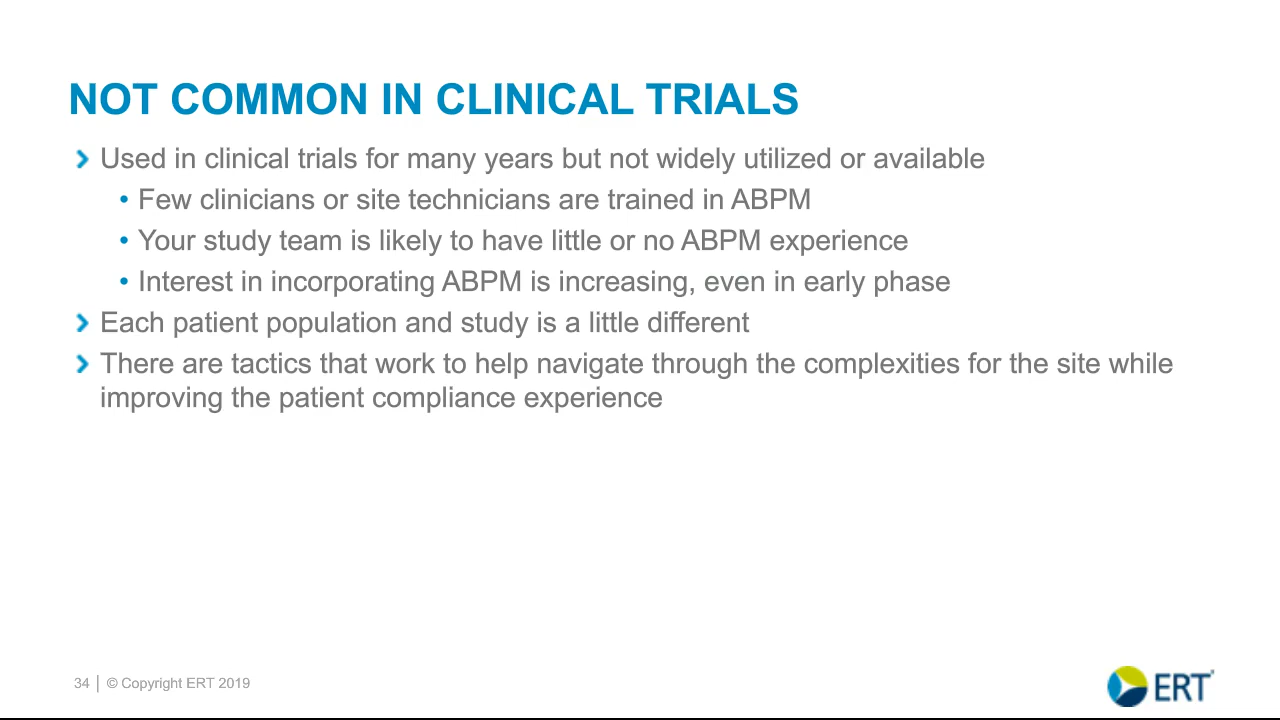 NOT COMMON IN CLINICAL TRIALS
Used in clinical trials for many years but not widely utilized or available
• Few clinicians or site technicians are trained in ABPM
• Your study team is likely to have little or no ABPM experience
• Interest in incorporating ABPM is increasing, even in early phase
Each patient population and study is a little different
There are tactics that work to help navigate through the complexities for the site while
improving the patient compliance experience
34 | © Copyright ERT 2019
ERT